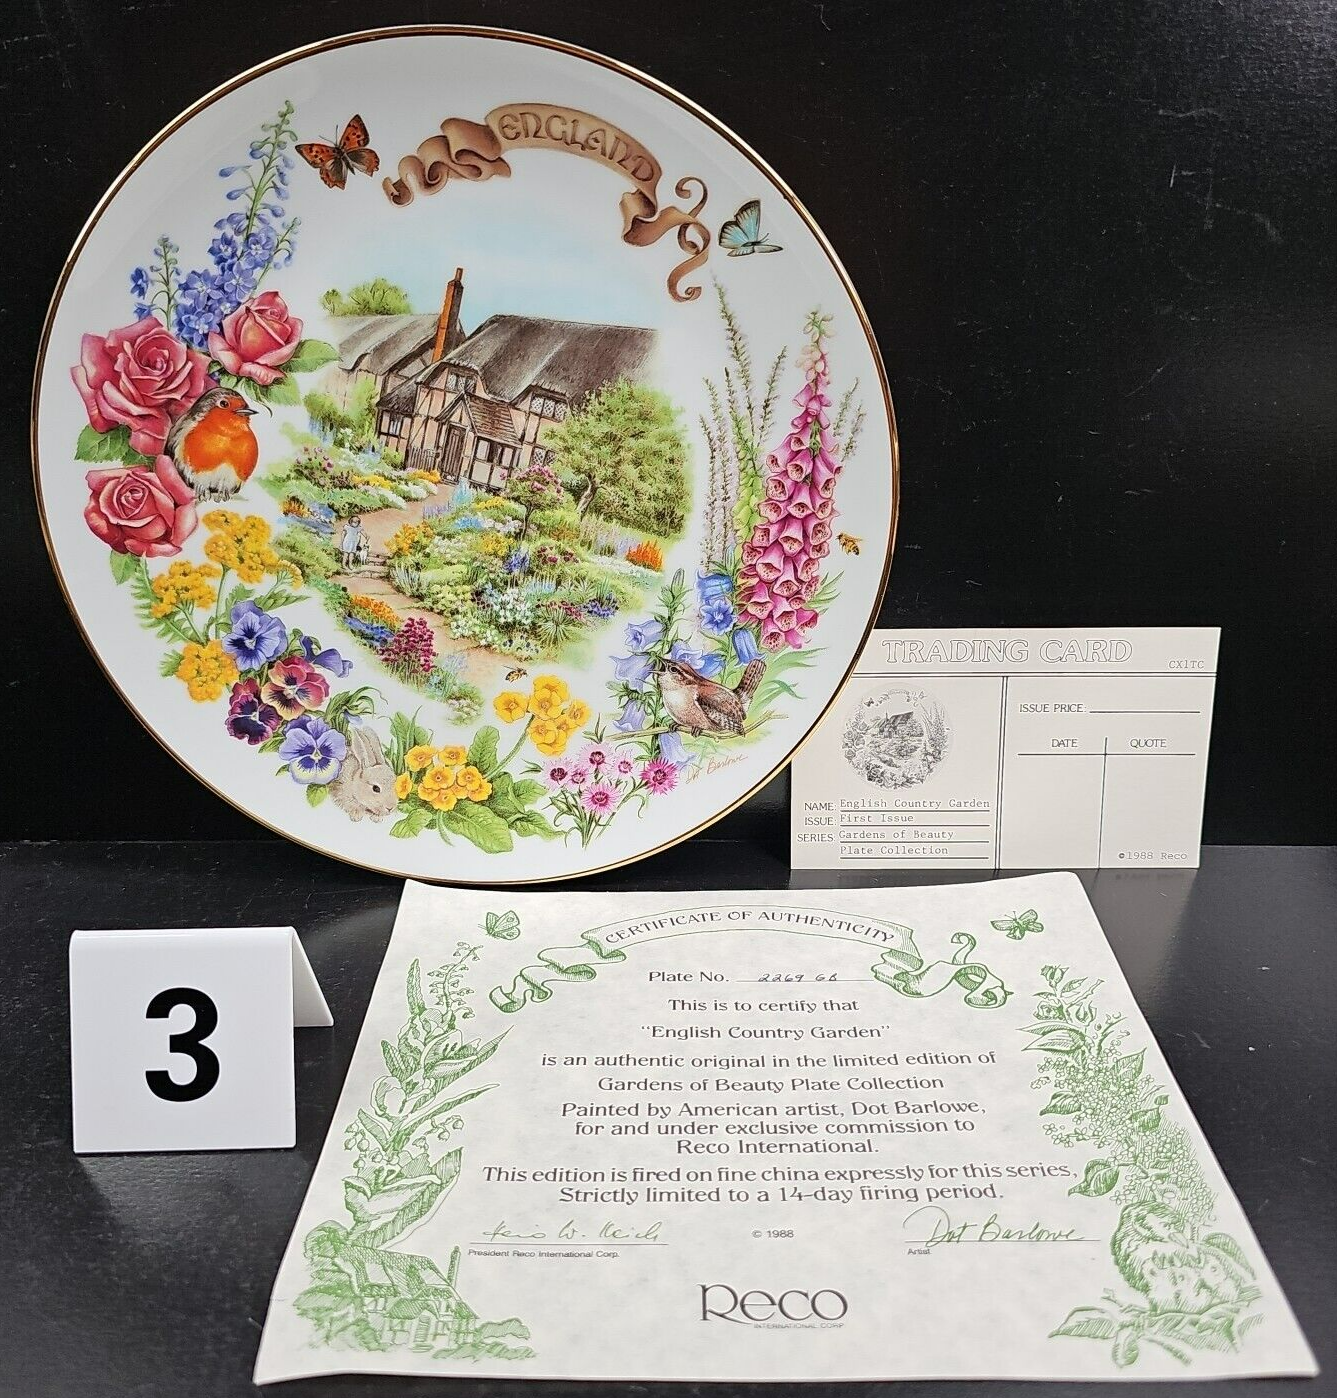 ENGLAND
Dot Barlowe
TRADING CARD
CX1TC
NAME: English Country Garden
ISSUE: First Issue
SERIES: Gardens of Beauty
Plate Collection
ISSUE PRICE:
DATE QUOTE
©1988 Reco
3
CERTIFICATE OF AUTHENTICITY
Plate No. 2269 GB
This is to certify that
"English Country Garden"
is an authentic original in the limited edition of
Gardens of Beauty Plate Collection
Painted by American artist, Dot Barlowe,
for and under exclusive commission to
Reco International.
This edition is fired on fine china expressly for this series,
Strictly limited to a 14-day firing period.
© 1988
Dot Barlowe
President Reco International Corp.
Artist
Reco
INTERNATIONAL CORP.